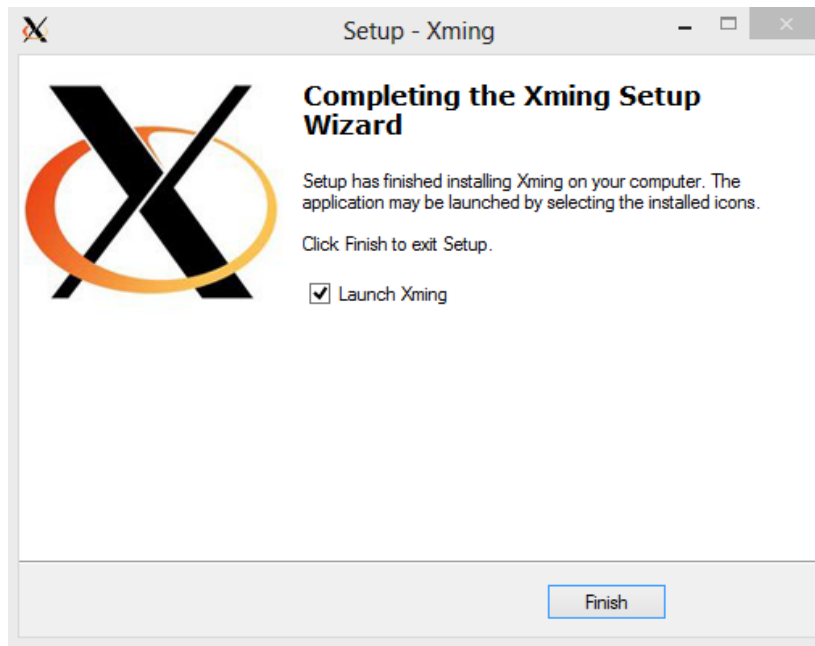 Setup - Xming
Completing the Xming Setup
Wizard
Setup has finished installing Xming on your computer. The
application may be launched by selecting the installed icons.
Click Finish to exit Setup.
Launch Xming
Finish